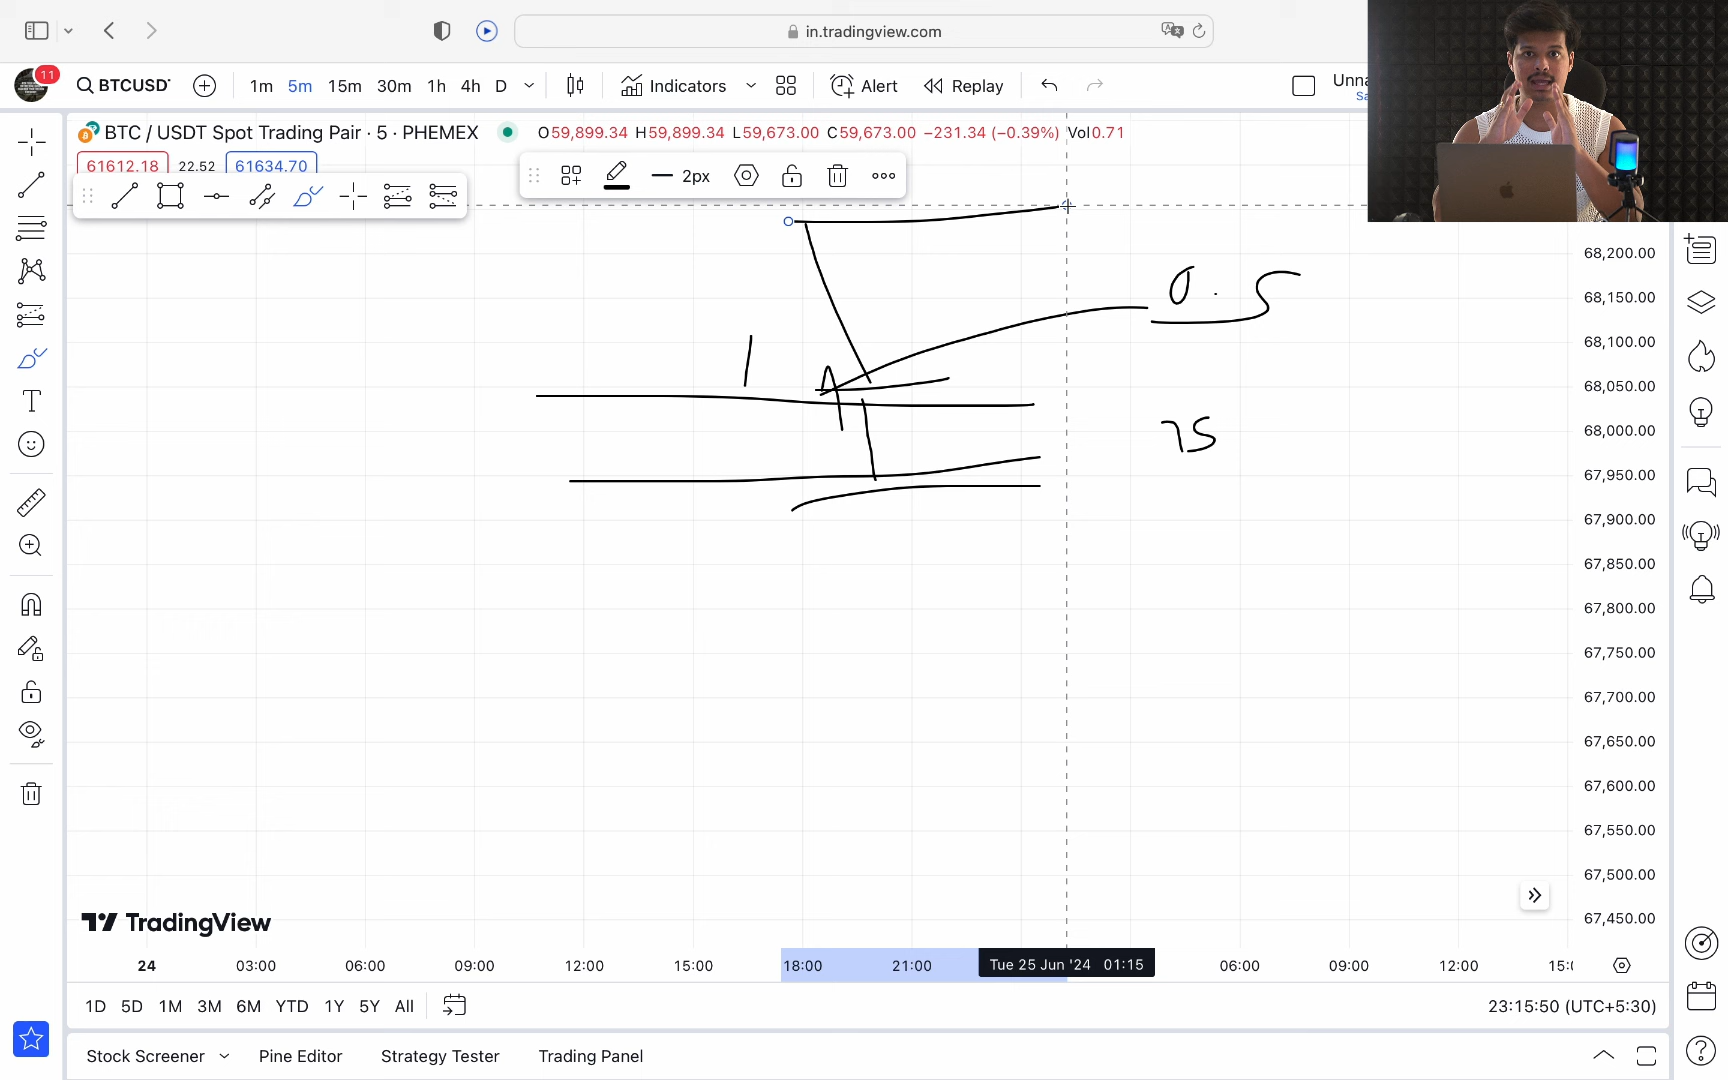 in.tradingview.com
11
BTCUSDT
1m 5m 15m 30m 1h 4h D
Indicators
Alert
Replay
Unna
Sa
BTC / USDT Spot Trading Pair · 5 · PHEMEX
O59,899.34 H59,899.34 L59,673.00 C59,673.00 −231.34 (−0.39%) Vol0.71
61612.18 22.52 61634.70
2px
68,200.00
68,150.00
68,100.00
68,050.00
68,000.00
67,950.00
67,900.00
67,850.00
67,800.00
67,750.00
67,700.00
67,650.00
67,600.00
67,550.00
67,500.00
67,450.00
0.5
1
75
TradingView
24 03:00 06:00 09:00 12:00 15:00 18:00 21:00 Tue 25 Jun '24 01:15 06:00 09:00 12:00 15:0
1D 5D 1M 3M 6M YTD 1Y 5Y All
23:15:50 (UTC+5:30)
Stock Screener Pine Editor Strategy Tester Trading Panel